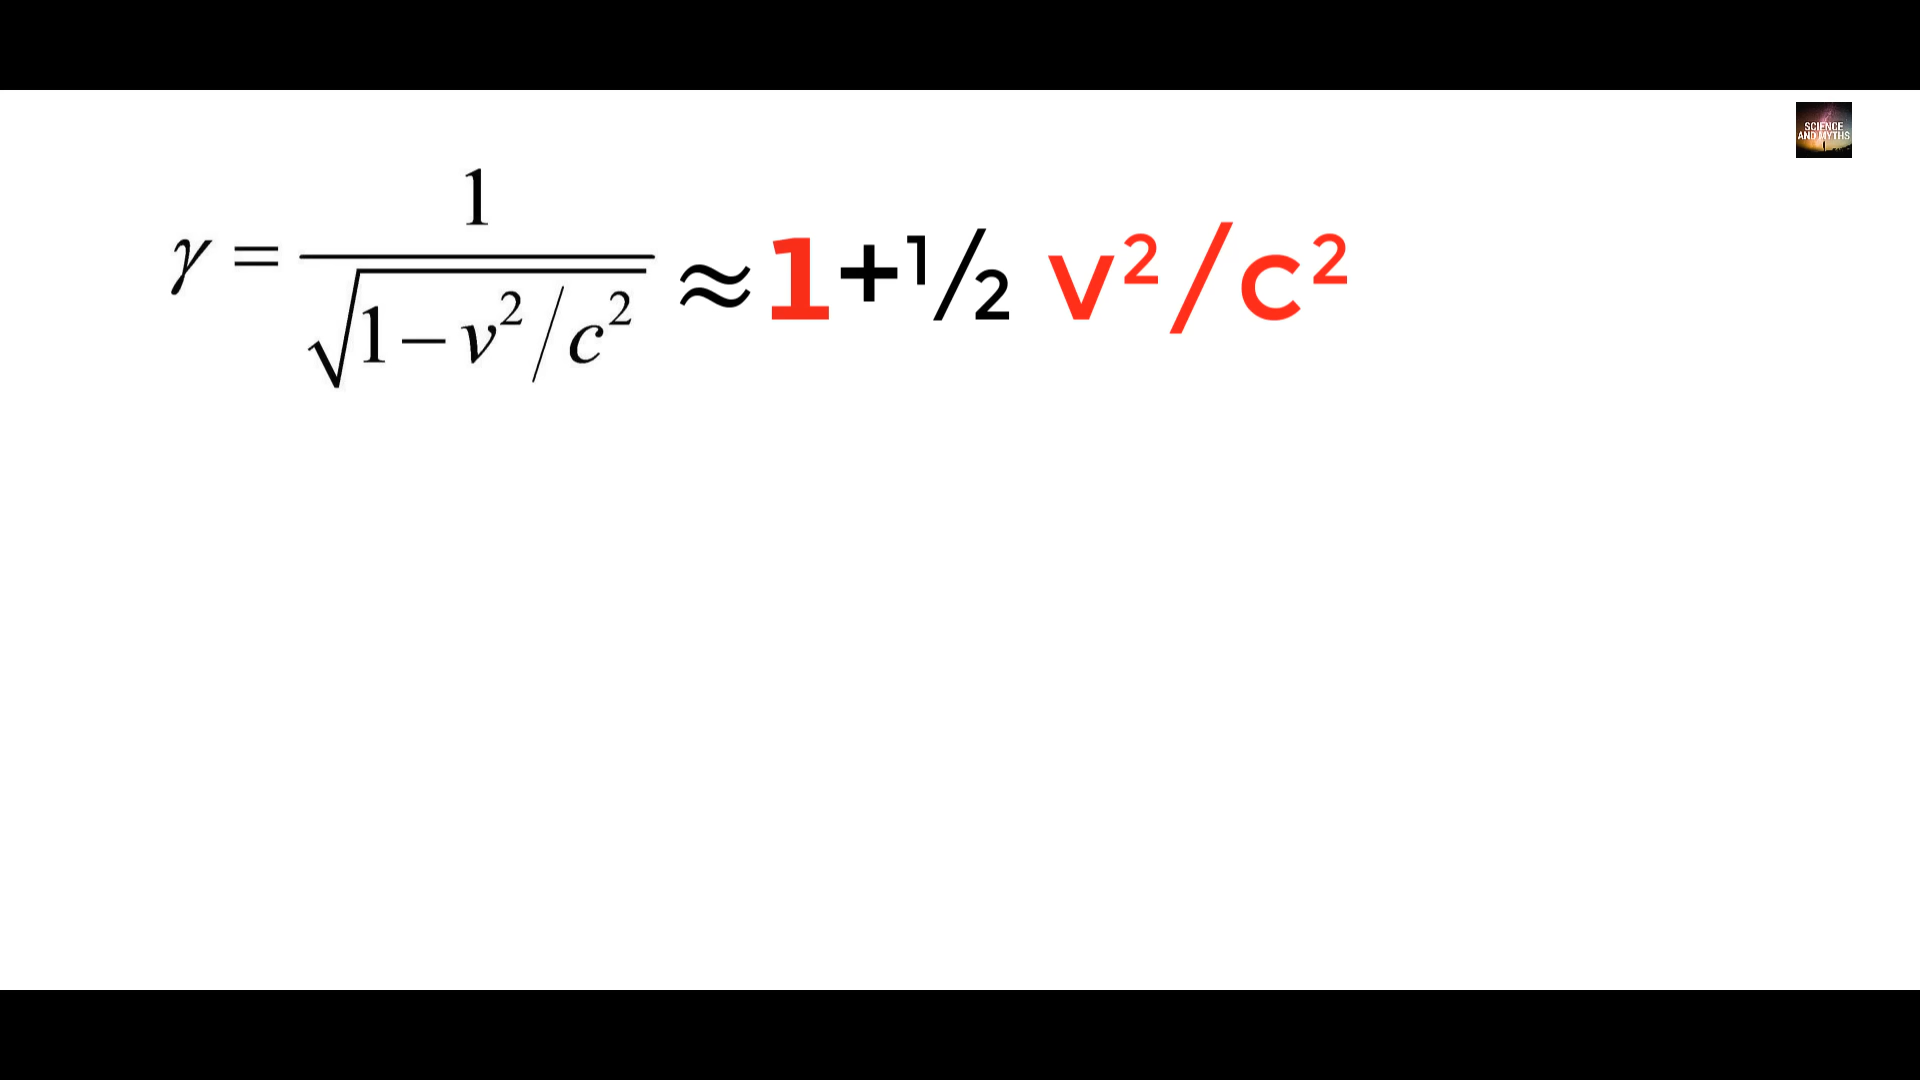 SCIENCE
AND MYTHS
γ = 1/√(1 − v²/c²) ≈ 1 + ½ v²/c²